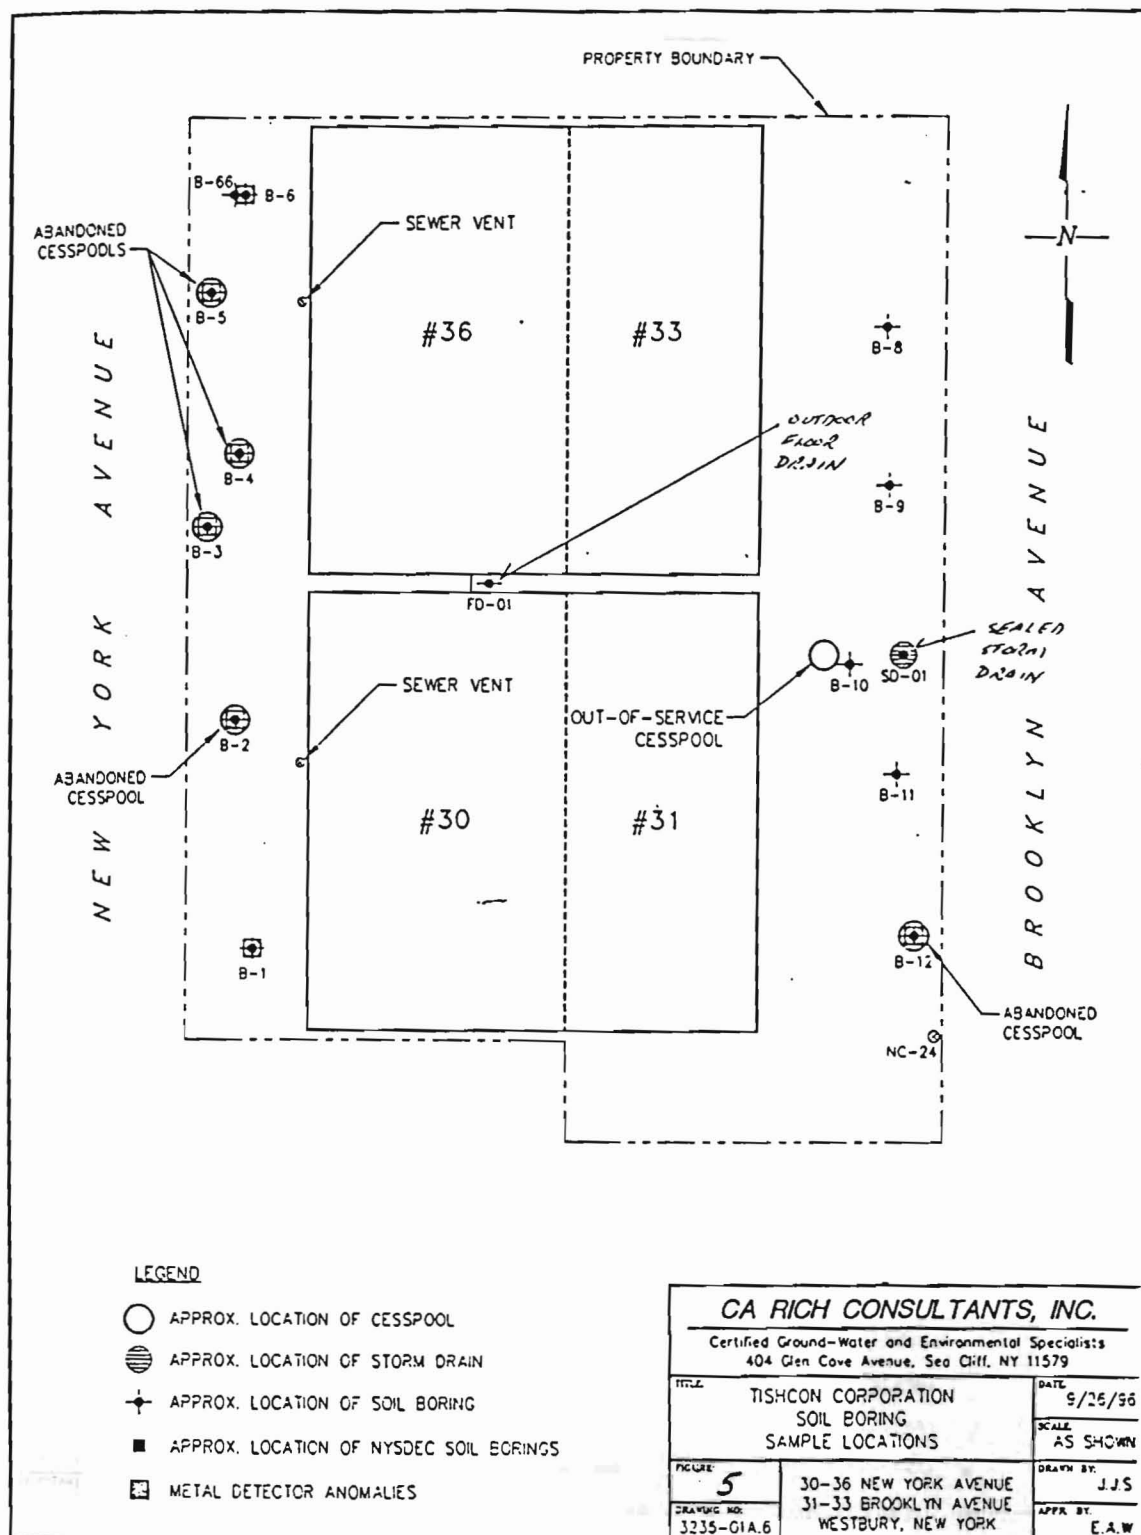 PROPERTY BOUNDARY
B-66
B-6
ABANDONED
CESSPOOLS
SEWER VENT
N
B-5
#36
#33
B-8
OUTDOOR
FLOOR
DRAIN
B-4
B-9
B-3
NEW YORK AVENUE
BROOKLYN AVENUE
FD-01
SEALED
STORM
DRAIN
B-10
SD-01
SEWER VENT
OUT-OF-SERVICE
CESSPOOL
B-2
ABANDONED
CESSPOOL
B-11
#30
#31
B-12
B-1
ABANDONED
CESSPOOL
NC-24
LEGEND
APPROX. LOCATION OF CESSPOOL
APPROX. LOCATION OF STORM DRAIN
APPROX. LOCATION OF SOIL BORING
APPROX. LOCATION OF NYSDEC SOIL BORINGS
METAL DETECTOR ANOMALIES
CA RICH CONSULTANTS, INC.
Certified Ground-Water and Environmental Specialists
404 Glen Cove Avenue, Sea Cliff, NY 11579
TITLE
TISHCON CORPORATION
SOIL BORING
SAMPLE LOCATIONS
DATE
9/26/96
SCALE
AS SHOWN
FIGURE
5
DRAWING NO:
3235-01A.6
30-36 NEW YORK AVENUE
31-33 BROOKLYN AVENUE
WESTBURY, NEW YORK
DRAWN BY:
J.J.S
APPR. BY:
E.A.W